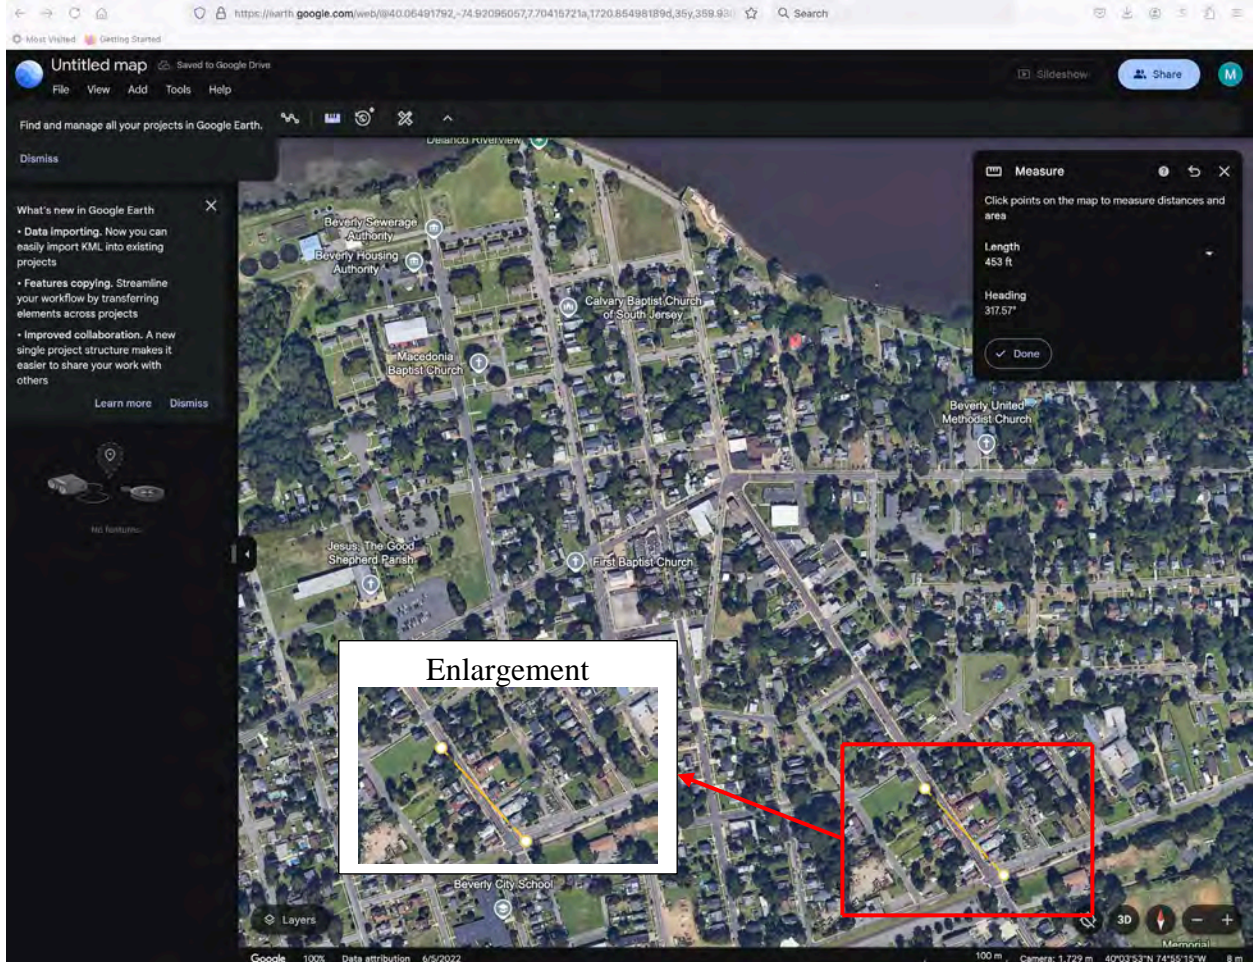 https://earth.google.com/web/@40.06491792,-74.92095057,7.70415721a,1720.85498189d,35y,359.93
Search
Most Visited
Getting Started
Untitled map
Saved to Google Drive
File View Add Tools Help
Slideshow
Share
M
Find and manage all your projects in Google Earth.
Dismiss
What's new in Google Earth
• Data importing. Now you can
easily import KML into existing
projects
• Features copying. Streamline
your workflow by transferring
elements across projects
• Improved collaboration. A new
single project structure makes it
easier to share your work with
others
Learn more Dismiss
No features
Delanco Riverview
Beverly Sewerage
Authority
Beverly Housing
Authority
Calvary Baptist Church
of South Jersey
Macedonia
Baptist Church
Beverly United
Methodist Church
Jesus, The Good
Shepherd Parish
First Baptist Church
Measure
Click points on the map to measure distances and
area
Length
453 ft
Heading
317.57°
Done
Enlargement
Beverly City School
Layers
3D
Memorial
Google 100% Data attribution 6/5/2022
100 m Camera: 1,729 m 40°03'53"N 74°55'15"W 8 m